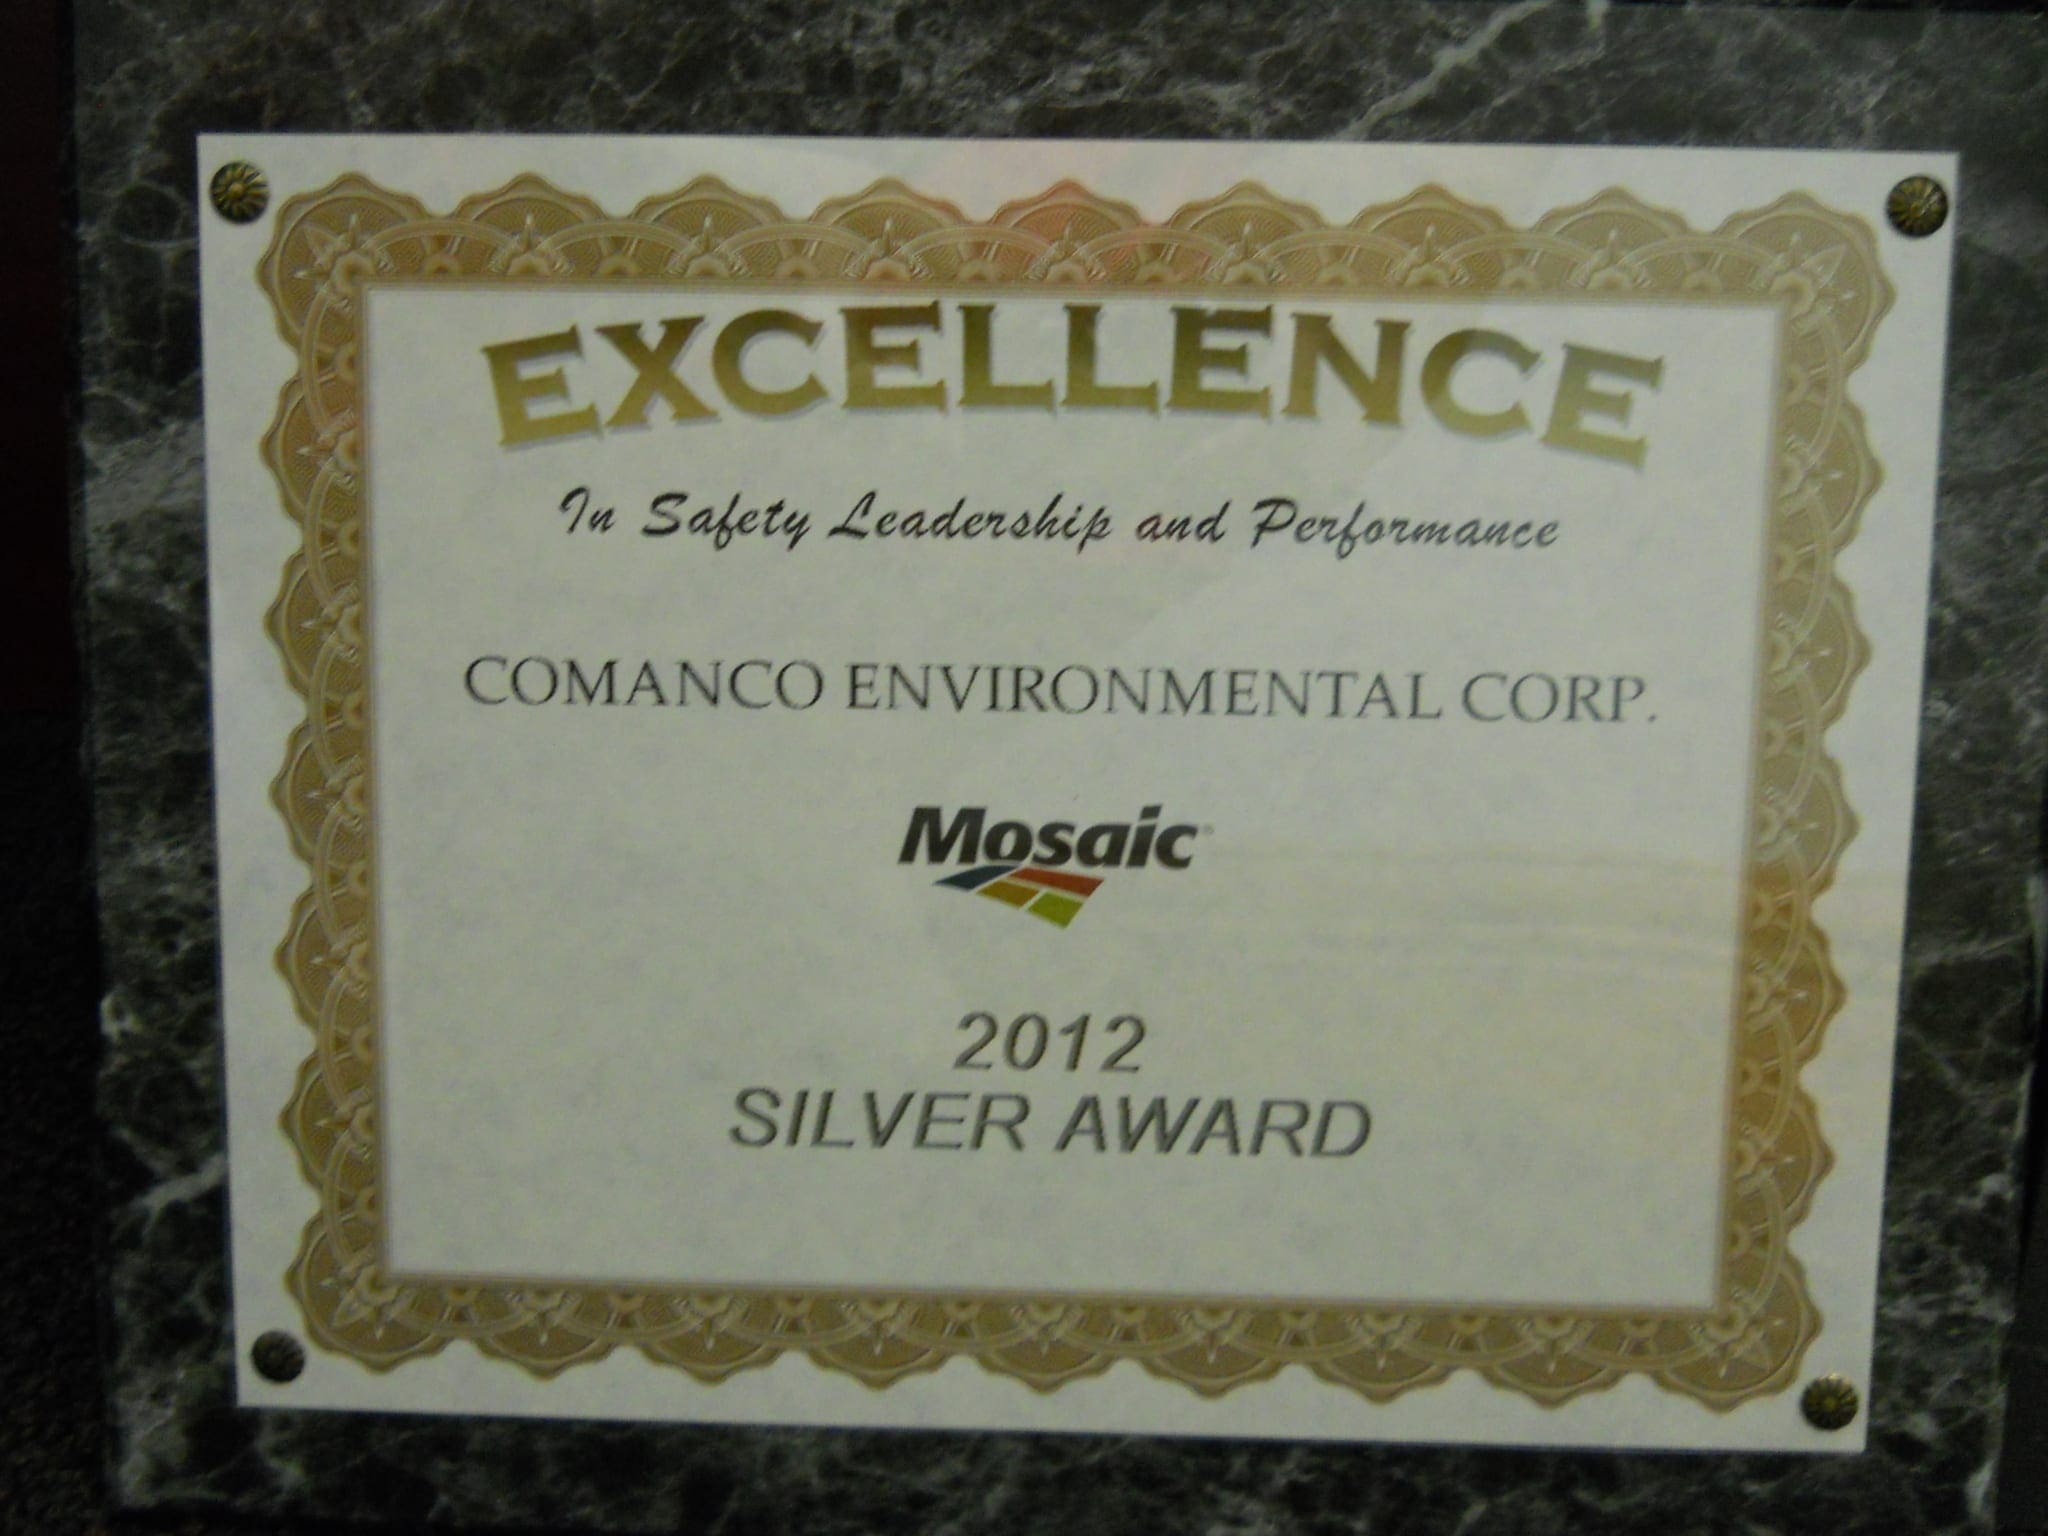 EXCELLENCE
In Safety Leadership and Performance
COMANCO ENVIRONMENTAL CORP.
Mosaic®
2012
SILVER AWARD